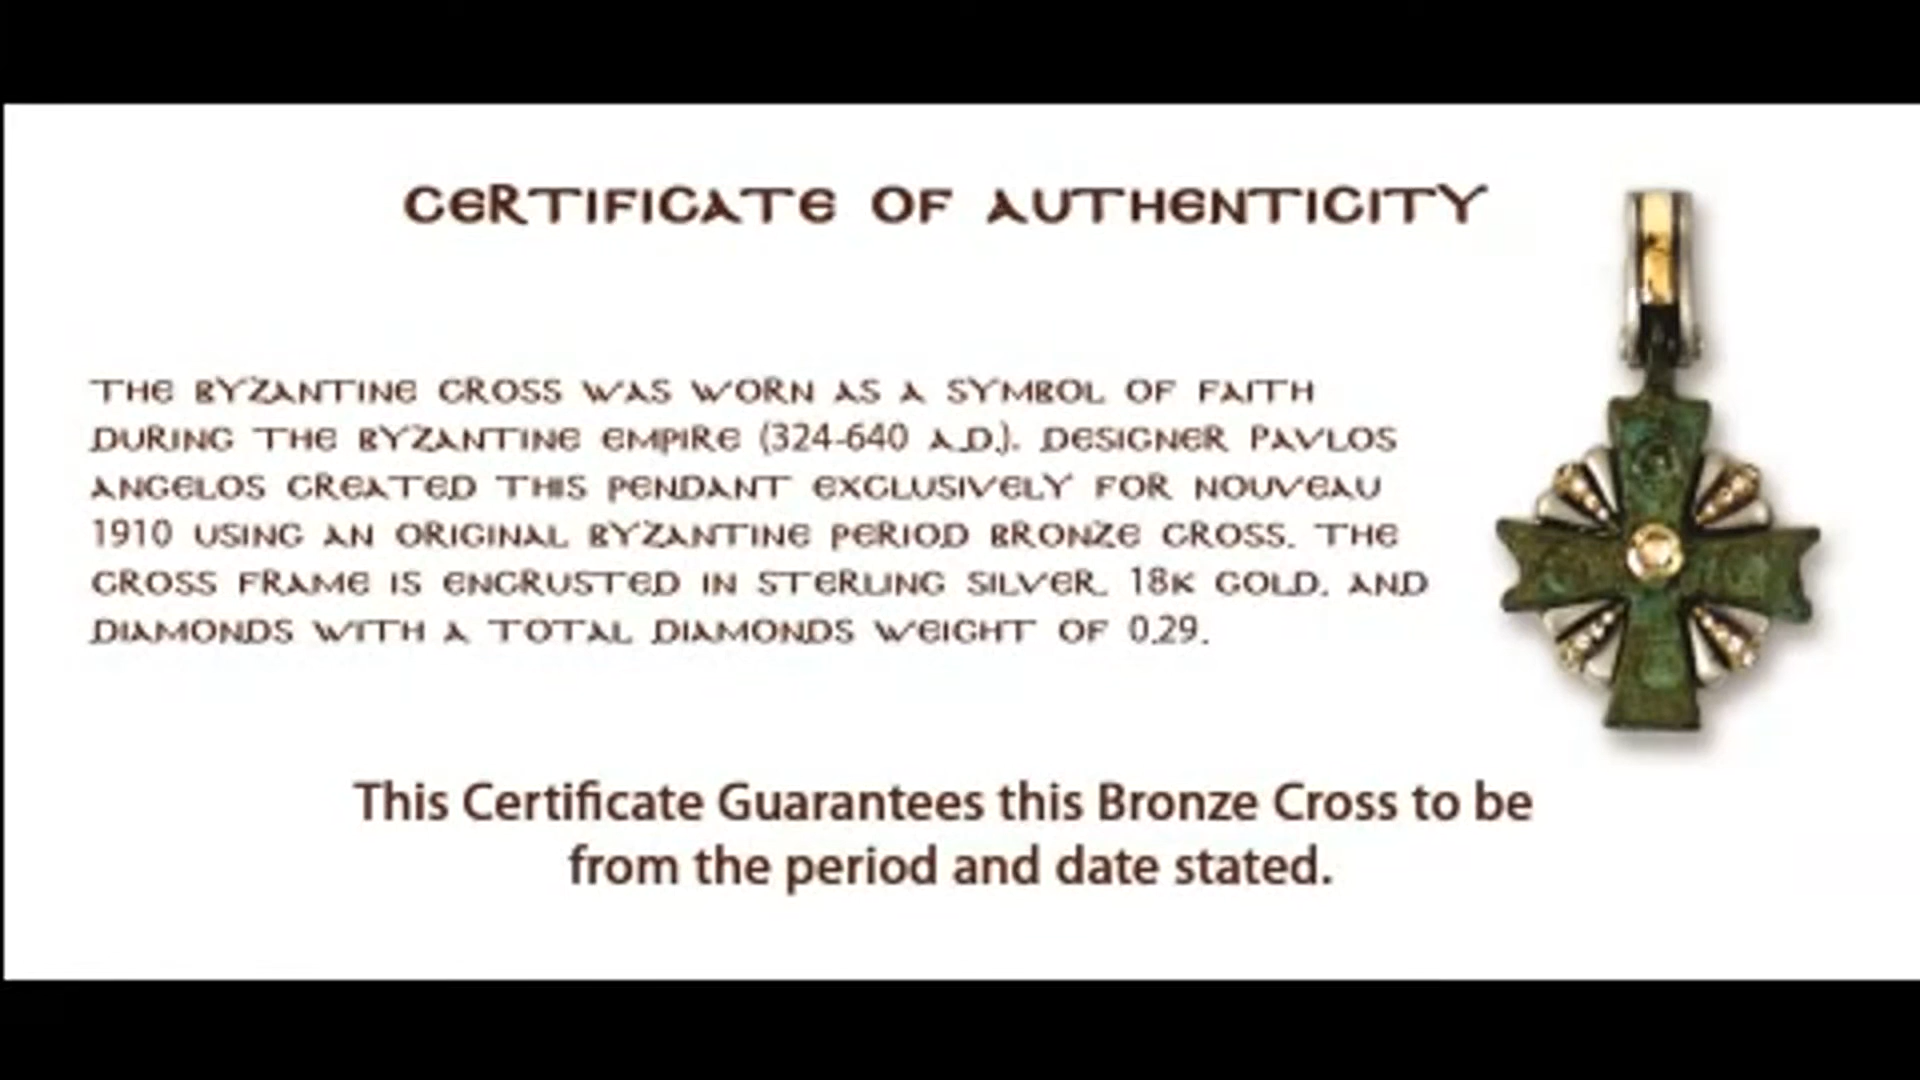 CERTIFICATE OF AUTHENTICITY
THE BYZANTINE CROSS WAS WORN AS A SYMBOL OF FAITH
DURING THE BYZANTINE EMPIRE (324-640 A.D.). DESIGNER PAVLOS
ANGELOS CREATED THIS PENDANT EXCLUSIVELY FOR NOUVEAU
1910 USING AN ORIGINAL BYZANTINE PERIOD BRONZE CROSS. THE
CROSS FRAME IS ENCRUSTED IN STERLING SILVER, 18K GOLD, AND
DIAMONDS WITH A TOTAL DIAMONDS WEIGHT OF 0.29.
This Certificate Guarantees this Bronze Cross to be
from the period and date stated.